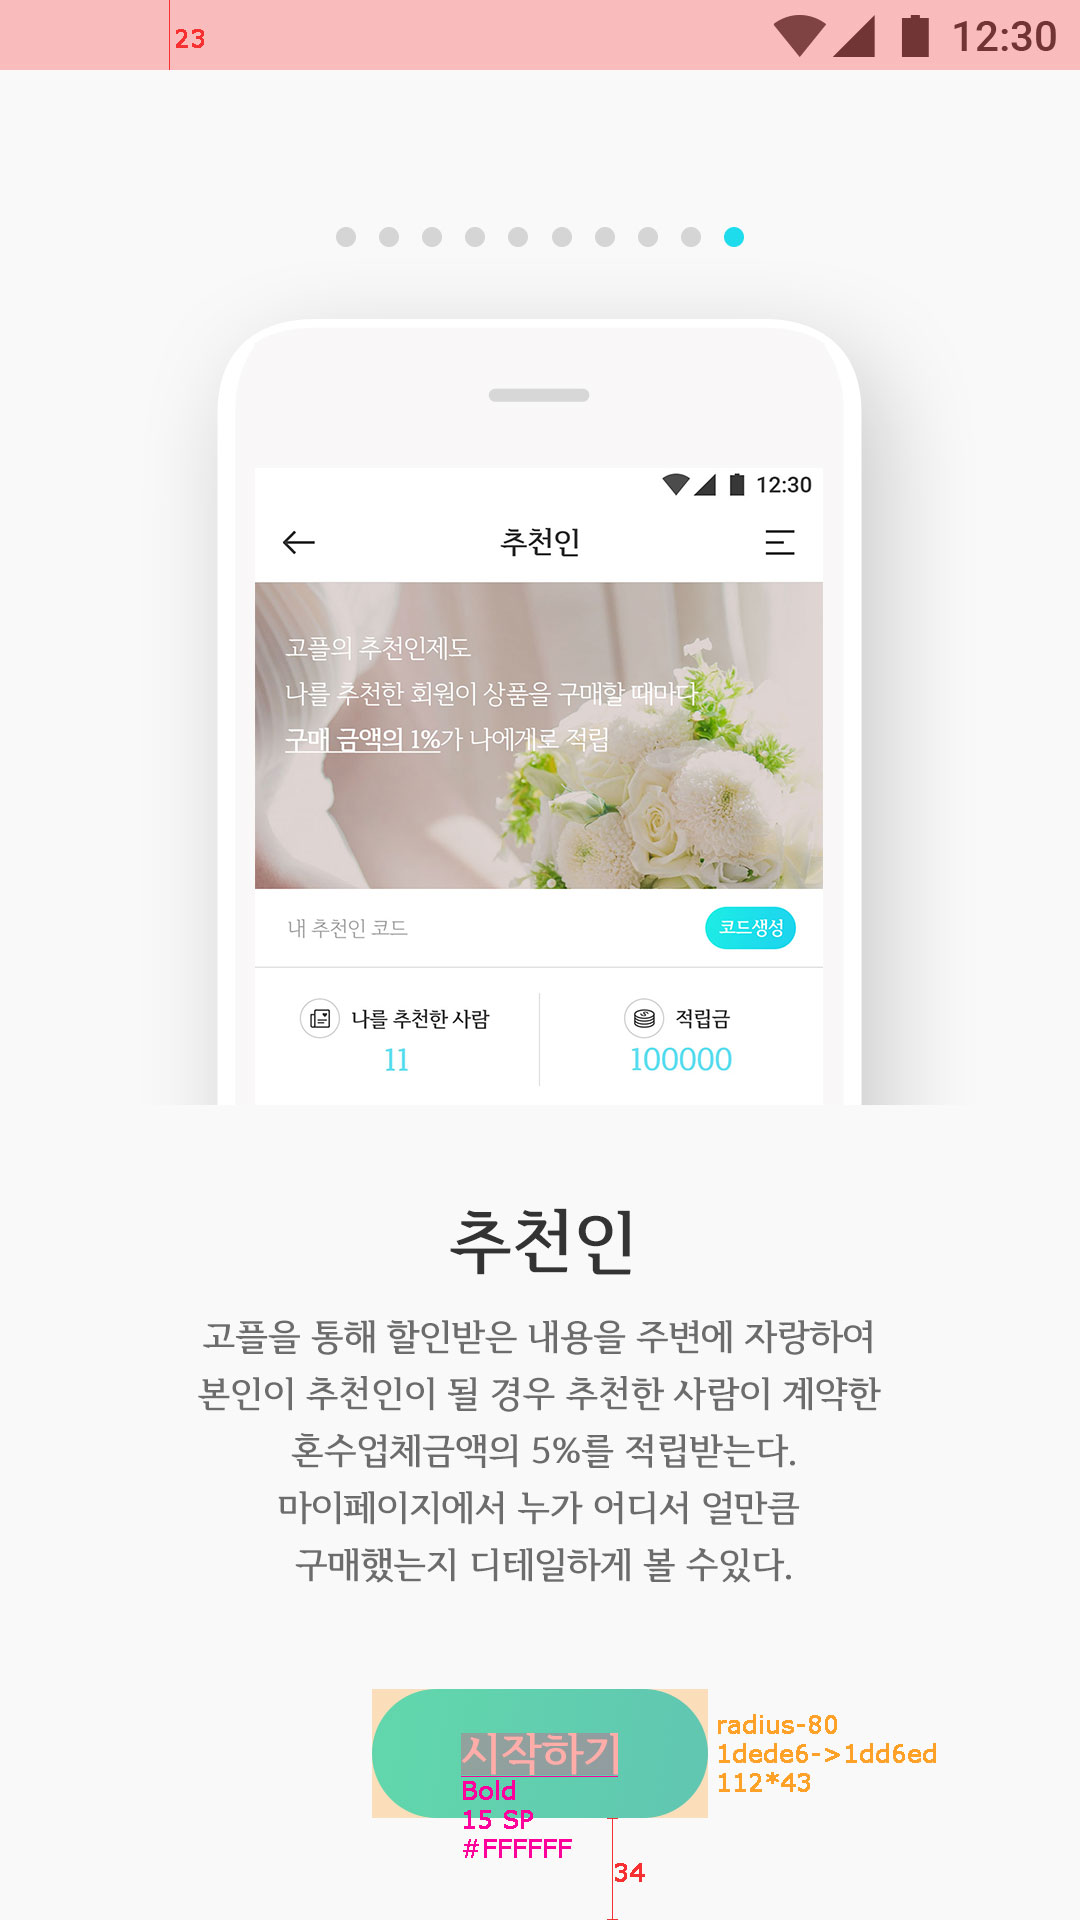 23
12:30
12:30
추천인
고플의 추천인제도
나를 추천한 회원이 상품을 구매할 때마다
구매 금액의 1%가 나에게로 적립
내 추천인 코드
코드생성
나를 추천한 사람
11
적립금
100000
추천인
고플을 통해 할인받은 내용을 주변에 자랑하여
본인이 추천인이 될 경우 추천한 사람이 계약한
혼수업체금액의 5%를 적립받는다.
마이페이지에서 누가 어디서 얼만큼
구매했는지 디테일하게 볼 수있다.
시작하기
Bold
15 SP
#FFFFFF
radius-80
1dede6->1dd6ed
112*43
34